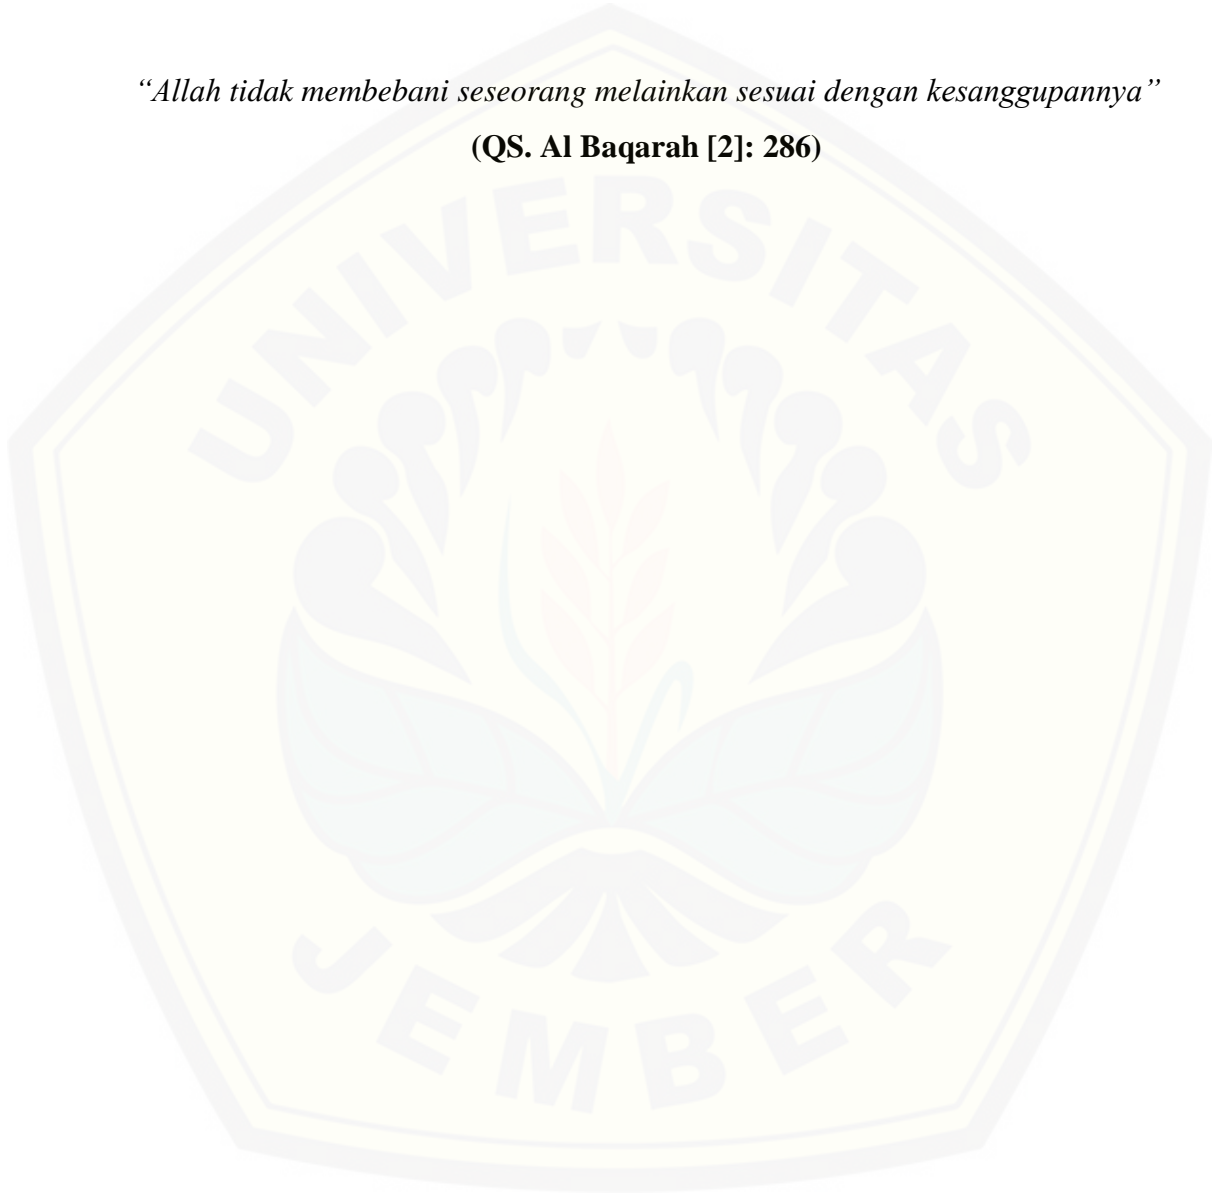 “Allah tidak membebani seseorang melainkan sesuai dengan kesanggupannya”
(QS. Al Baqarah [2]: 286)
UNIVERSITAS
JEMBER